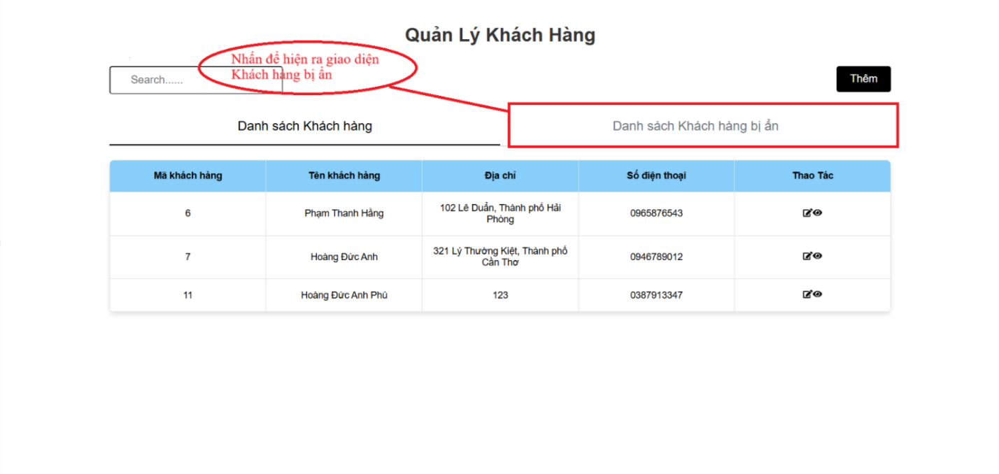 Quản Lý Khách Hàng
Nhấn để hiện ra giao diện
Khách hàng bị ẩn
Search......
Thêm
Danh sách Khách hàng
Danh sách Khách hàng bị ẩn
Mã khách hàng Tên khách hàng Địa chỉ Số điện thoại Thao Tác
6 Phạm Thanh Hằng 102 Lê Duẩn, Thành phố Hải
Phòng 0965876543
7 Hoàng Đức Anh 321 Lý Thường Kiệt, Thành phố
Cần Thơ 0946789012
11 Hoàng Đức Anh Phú 123 0387913347